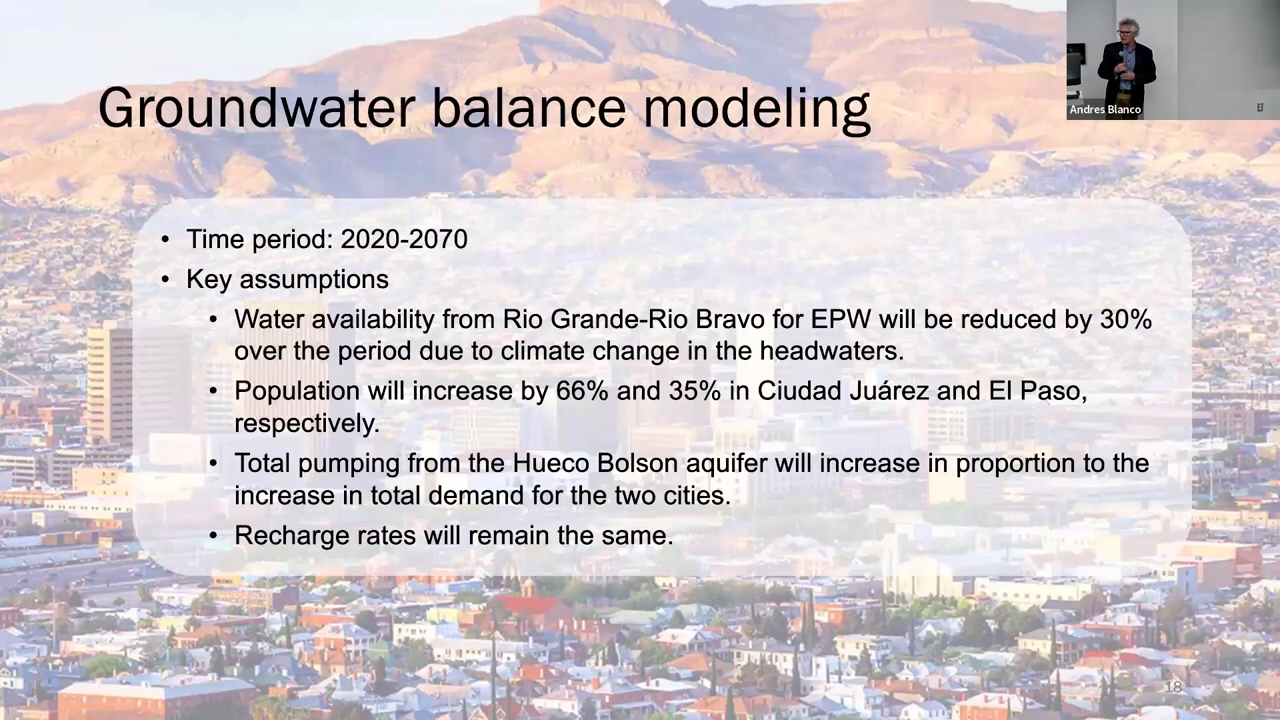 Andres Blanco
Groundwater balance modeling
• Time period: 2020-2070
• Key assumptions
• Water availability from Rio Grande-Rio Bravo for EPW will be reduced by 30%
over the period due to climate change in the headwaters.
• Population will increase by 66% and 35% in Ciudad Juárez and El Paso,
respectively.
• Total pumping from the Hueco Bolson aquifer will increase in proportion to the
increase in total demand for the two cities.
• Recharge rates will remain the same.
18